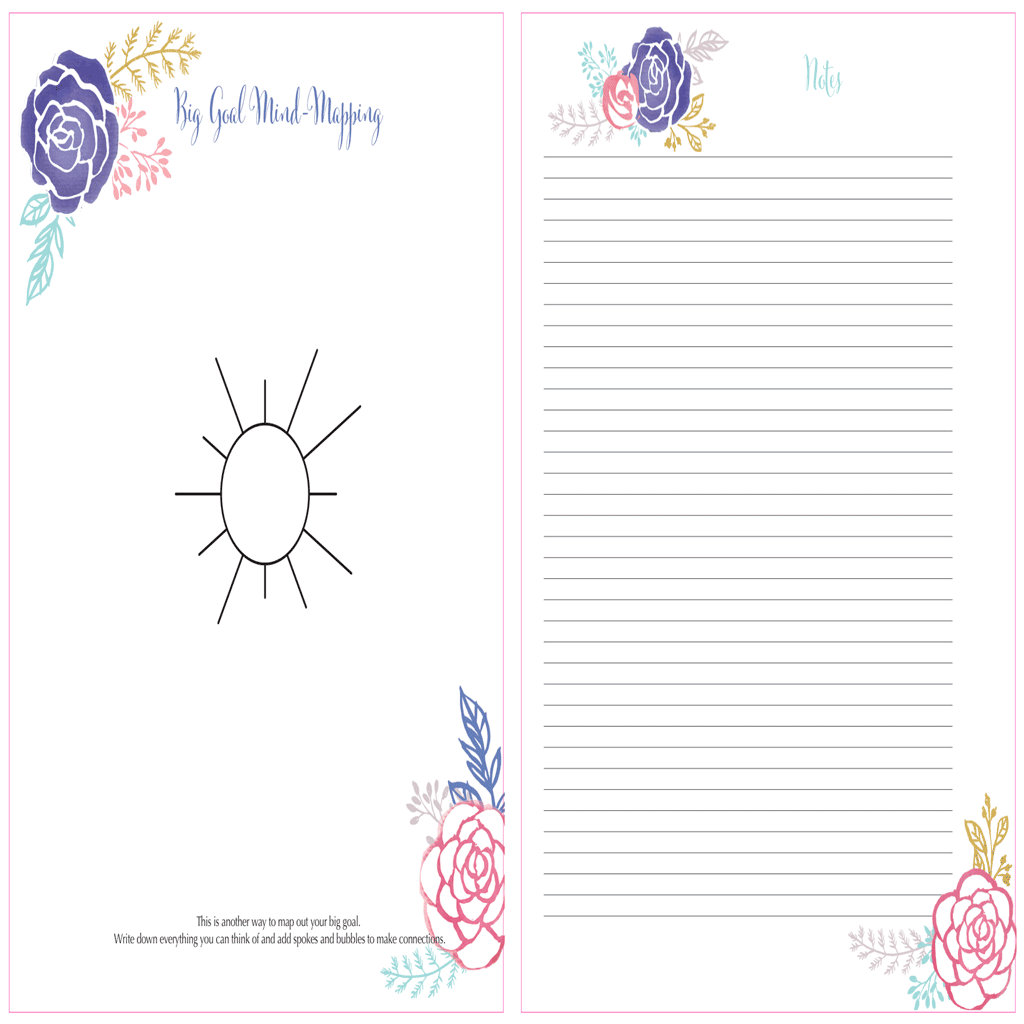 Big Goal Mind-Mapping
This is another way to map out your big goal.
Write down everything you can think of and add spokes and bubbles to make connections.
Notes